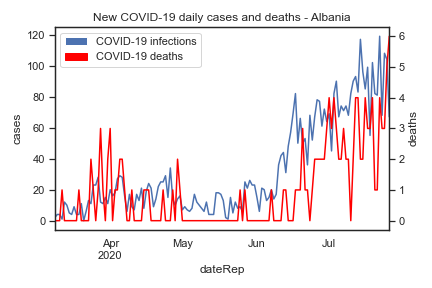 New COVID-19 daily cases and deaths - Albania
COVID-19 infections
COVID-19 deaths
120
100
80
60
40
20
0
cases
6
5
4
3
2
1
0
deaths
Apr
2020
May
Jun
Jul
dateRep